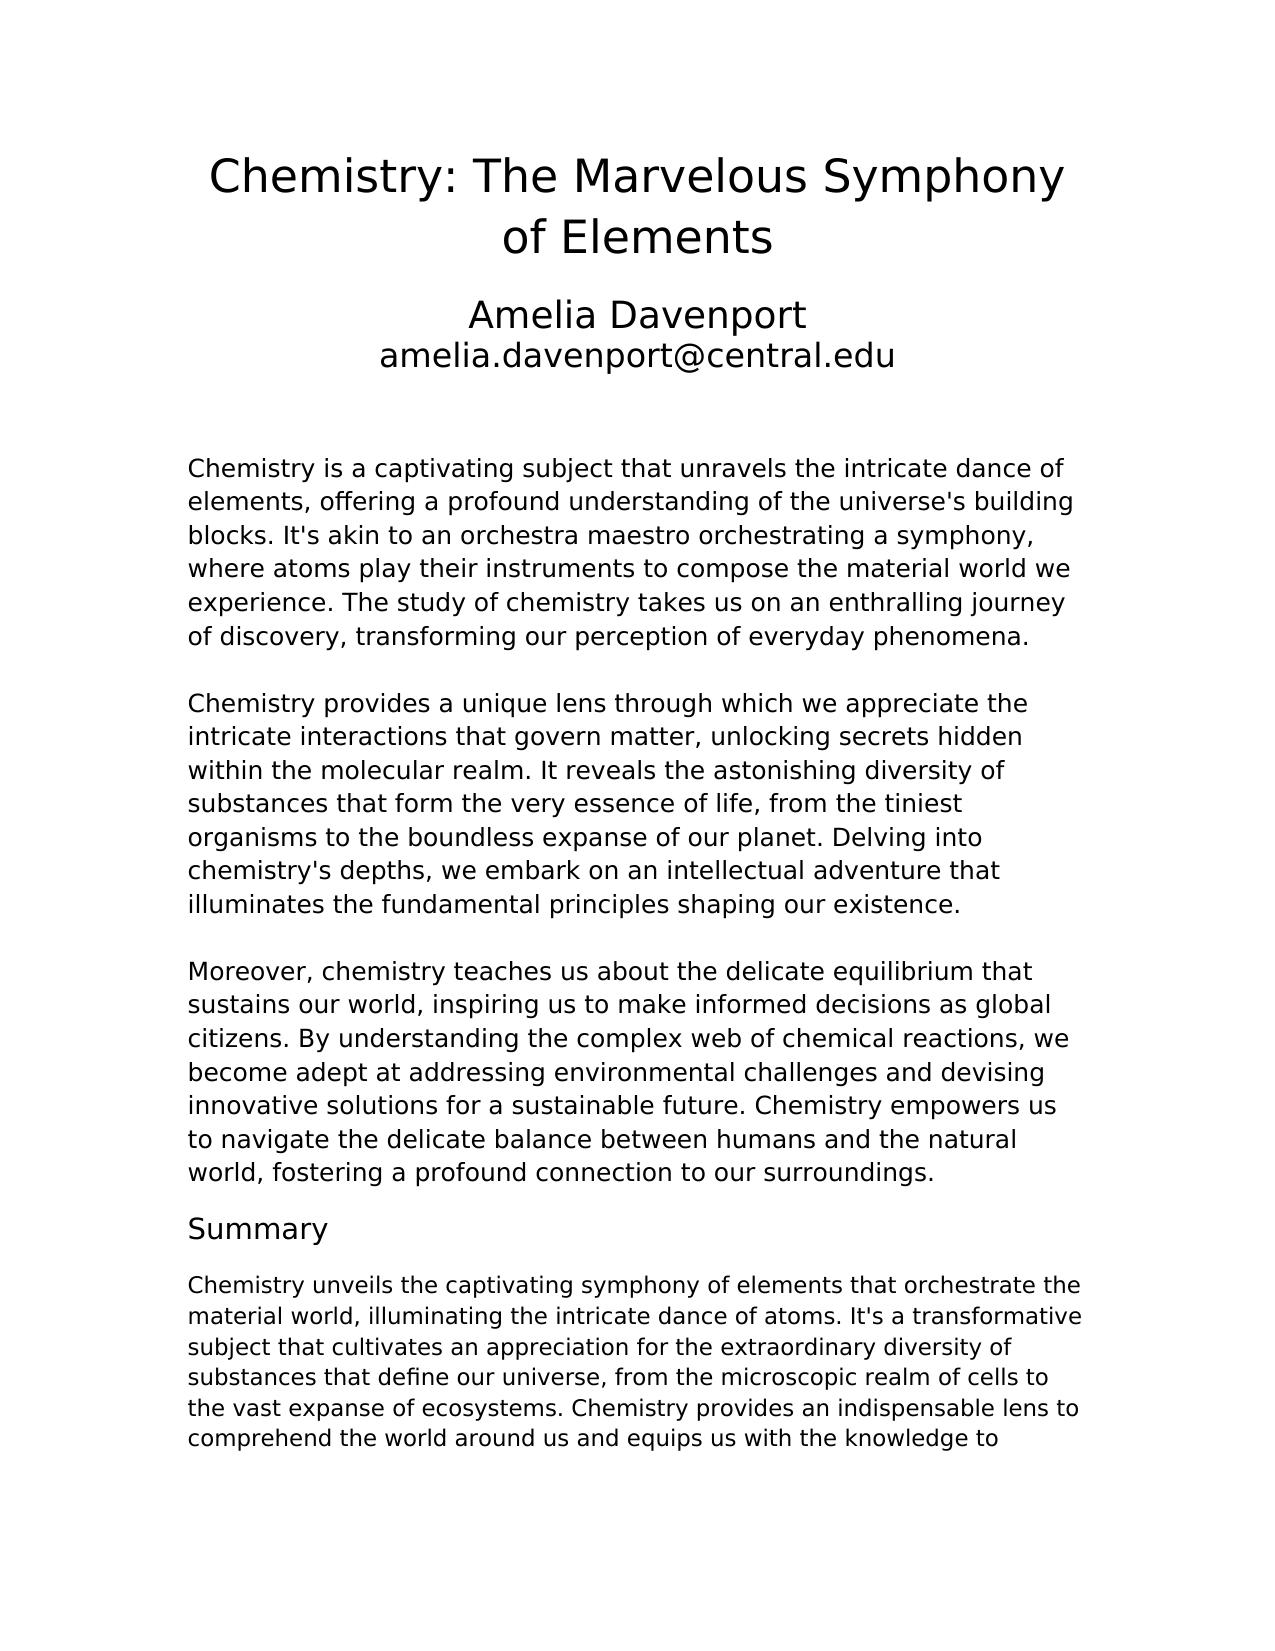 Chemistry: The Marvelous Symphony
of Elements
Amelia Davenport
amelia.davenport@central.edu
Chemistry is a captivating subject that unravels the intricate dance of
elements, offering a profound understanding of the universe's building
blocks. It's akin to an orchestra maestro orchestrating a symphony,
where atoms play their instruments to compose the material world we
experience. The study of chemistry takes us on an enthralling journey
of discovery, transforming our perception of everyday phenomena.
Chemistry provides a unique lens through which we appreciate the
intricate interactions that govern matter, unlocking secrets hidden
within the molecular realm. It reveals the astonishing diversity of
substances that form the very essence of life, from the tiniest
organisms to the boundless expanse of our planet. Delving into
chemistry's depths, we embark on an intellectual adventure that
illuminates the fundamental principles shaping our existence.
Moreover, chemistry teaches us about the delicate equilibrium that
sustains our world, inspiring us to make informed decisions as global
citizens. By understanding the complex web of chemical reactions, we
become adept at addressing environmental challenges and devising
innovative solutions for a sustainable future. Chemistry empowers us
to navigate the delicate balance between humans and the natural
world, fostering a profound connection to our surroundings.
Summary
Chemistry unveils the captivating symphony of elements that orchestrate the
material world, illuminating the intricate dance of atoms. It's a transformative
subject that cultivates an appreciation for the extraordinary diversity of
substances that define our universe, from the microscopic realm of cells to
the vast expanse of ecosystems. Chemistry provides an indispensable lens to
comprehend the world around us and equips us with the knowledge to